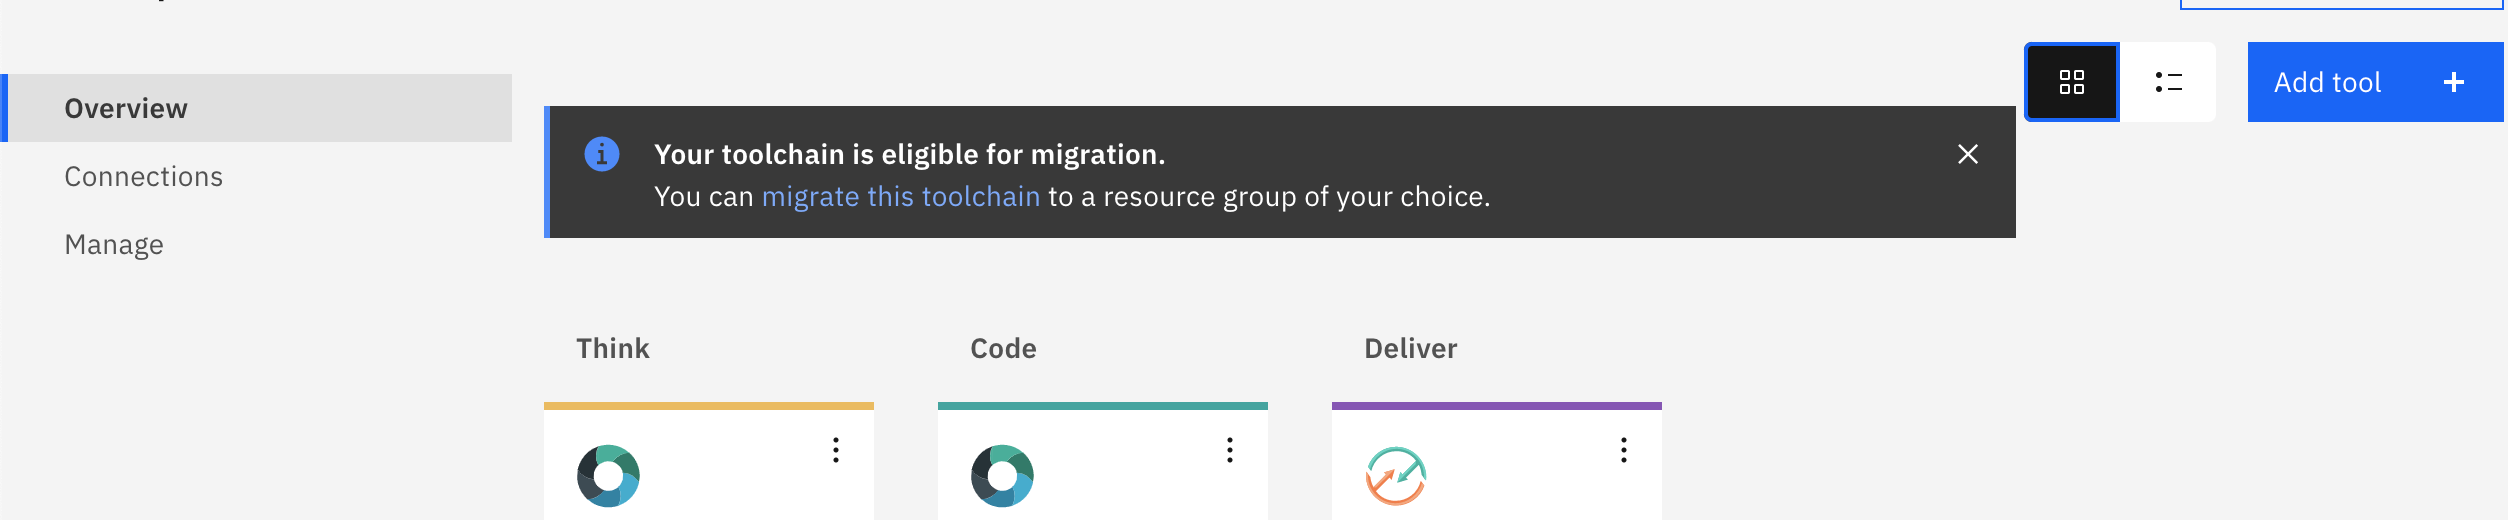 Overview
Connections
Manage
Add tool
Your toolchain is eligible for migration.
You can migrate this toolchain to a resource group of your choice.
Think
Code
Deliver